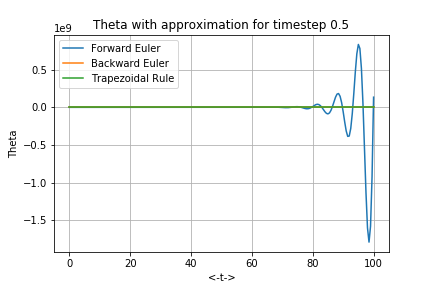 Theta with approximation for timestep 0.5
1e9
Forward Euler
Backward Euler
Trapezoidal Rule
0.5
0.0
−0.5
−1.0
−1.5
Theta
0 20 40 60 80 100
<-t->